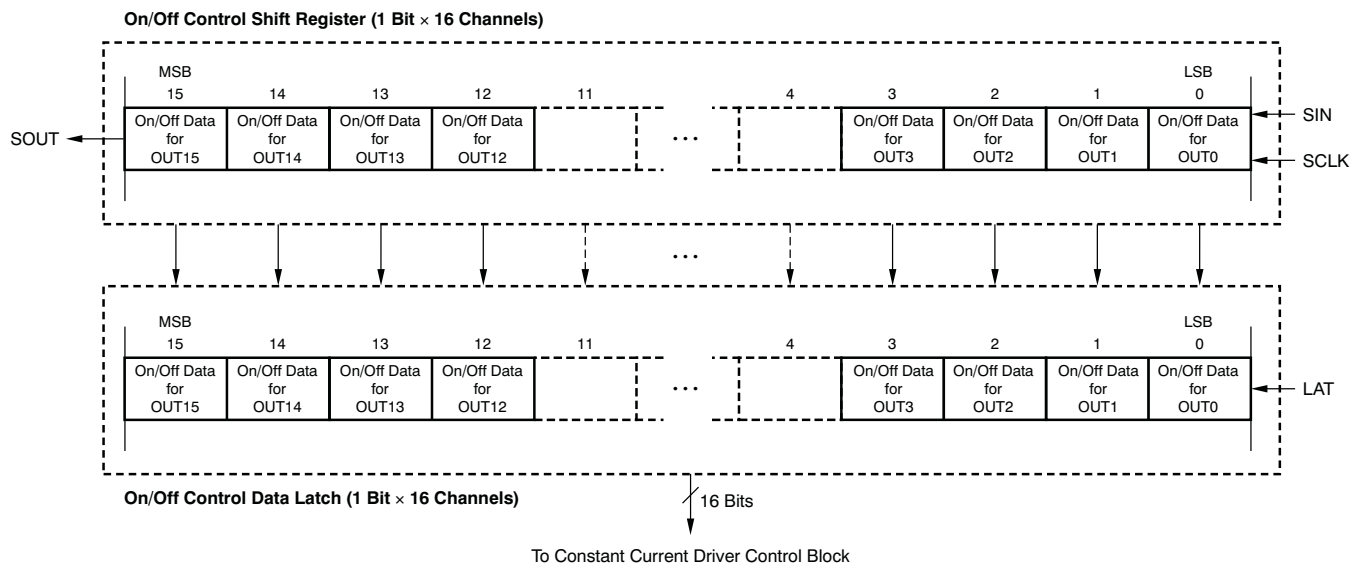 On/Off Control Shift Register (1 Bit × 16 Channels)
MSB LSB
15 14 13 12 11 4 3 2 1 0
On/Off Data for OUT15
On/Off Data for OUT14
On/Off Data for OUT13
On/Off Data for OUT12
...
On/Off Data for OUT3
On/Off Data for OUT2
On/Off Data for OUT1
On/Off Data for OUT0
SOUT
SIN
SCLK
...
MSB LSB
15 14 13 12 11 4 3 2 1 0
On/Off Data for OUT15
On/Off Data for OUT14
On/Off Data for OUT13
On/Off Data for OUT12
...
On/Off Data for OUT3
On/Off Data for OUT2
On/Off Data for OUT1
On/Off Data for OUT0
LAT
On/Off Control Data Latch (1 Bit × 16 Channels)
16 Bits
To Constant Current Driver Control Block